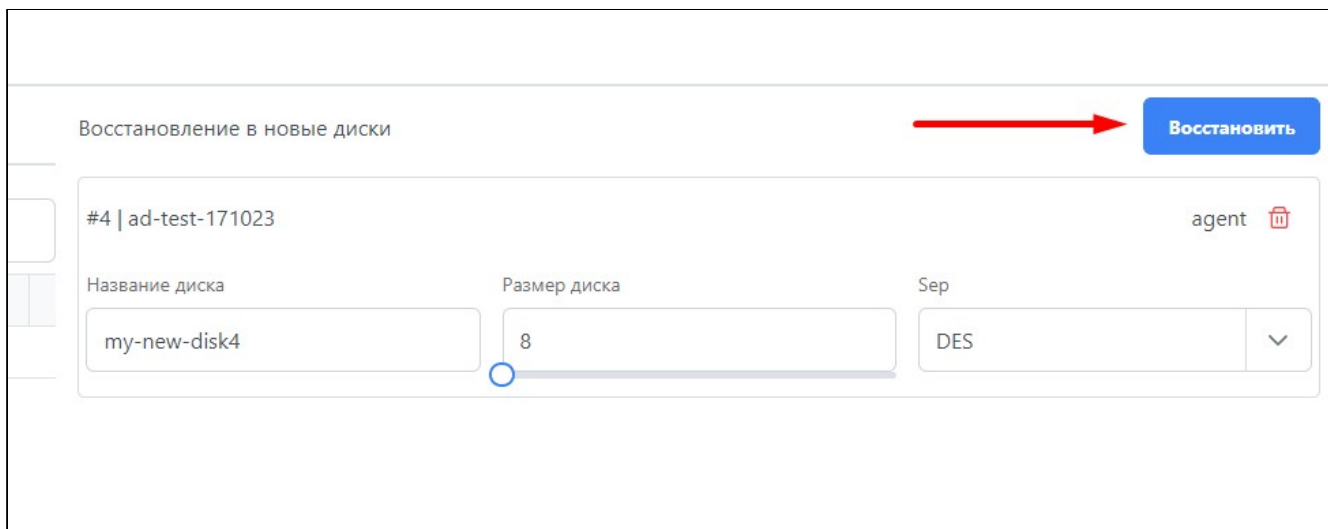 Восстановление в новые диски
Восстановить
#4 | ad-test-171023
agent
Название диска
Размер диска
Sep
my-new-disk4
8
DES